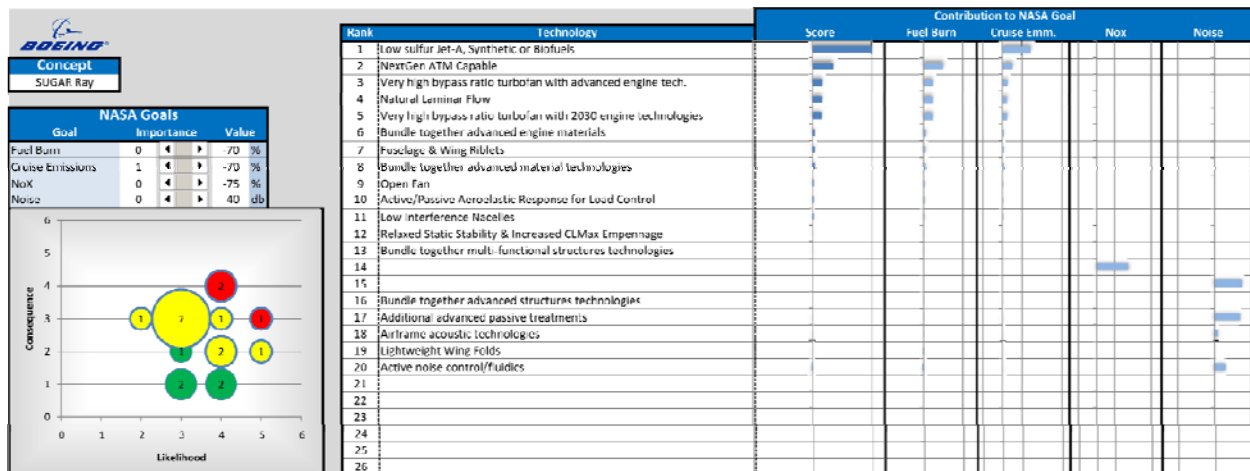 BOEING
Concept
SUGAR Ray
NASA Goals
Goal Importance Value
Fuel Burn 0 -70 %
Cruise Emissions 1 -70 %
NoX 0 -75 %
Noise 0 40 db
6
5
4
3
2
1
0
Consequence
2
1 7 1 1
1 2 1
2 2
0 1 2 3 4 5 6
Likelihood
Contribution to NASA Goal
Rank Technology Score Fuel Burn Cruise Emm. Nox Noise
1 Low sulfur Jet-A, Synthetic or Biofuels
2 NextGen ATM Capable
3 Very high bypass ratio turbofan with advanced engine tech.
4 Natural Laminar Flow
5 Very high bypass ratio turbofan with 2030 engine technologies
6 Bundle together advanced engine materials
7 Fuselage & Wing Riblets
8 Bundle together advanced material technologies
9 Open Fan
10 Active/Passive Aeroelastic Response for Load Control
11 Low Interference Nacelles
12 Relaxed Static Stability & Increased CLMax Empennage
13 Bundle together multi-functional structures technologies
14
15
16 Bundle together advanced structures technologies
17 Additional advanced passive treatments
18 Airframe acoustic technologies
19 Lightweight Wing Folds
20 Active noise control/fluidics
21
22
23
24
25
26